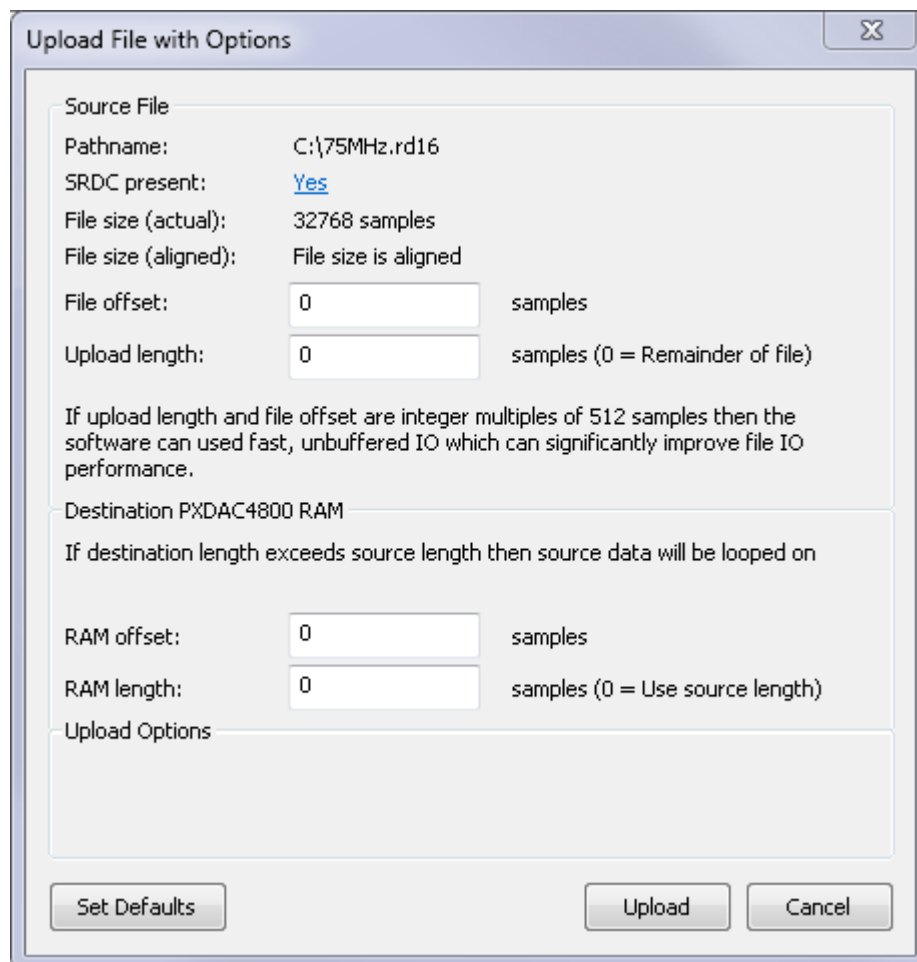 Upload File with Options
Source File
Pathname: C:\75MHz.rd16
SRDC present: Yes
File size (actual): 32768 samples
File size (aligned): File size is aligned
File offset: 0 samples
Upload length: 0 samples (0 = Remainder of file)
If upload length and file offset are integer multiples of 512 samples then the
software can used fast, unbuffered IO which can significantly improve file IO
performance.
Destination PXDAC4800 RAM
If destination length exceeds source length then source data will be looped on
RAM offset: 0 samples
RAM length: 0 samples (0 = Use source length)
Upload Options
Set Defaults Upload Cancel